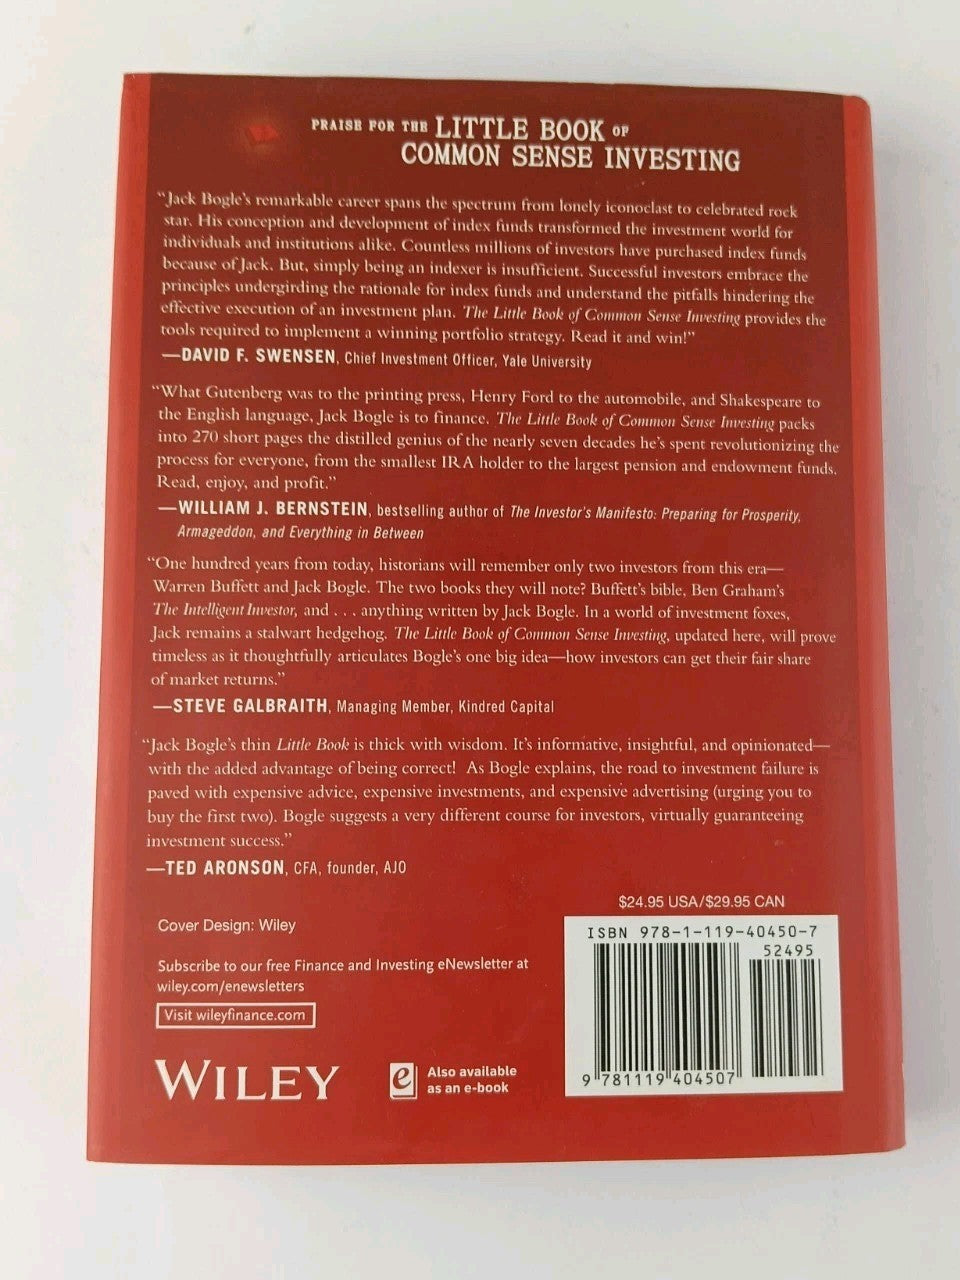 PRAISE FOR THE LITTLE BOOK OF
COMMON SENSE INVESTING
“Jack Bogle’s remarkable career spans the spectrum from lonely iconoclast to celebrated rock
star. His conception and development of index funds transformed the investment world for
individuals and institutions alike. Countless millions of investors have purchased index funds
because of Jack. But, simply being an indexer is insufficient. Successful investors embrace the
principles undergirding the rationale for index funds and understand the pitfalls hindering the
effective execution of an investment plan. The Little Book of Common Sense Investing provides the
tools required to implement a winning portfolio strategy. Read it and win!”
—DAVID F. SWENSEN, Chief Investment Officer, Yale University
“What Gutenberg was to the printing press, Henry Ford to the automobile, and Shakespeare to
the English language, Jack Bogle is to finance. The Little Book of Common Sense Investing packs
into 270 short pages the distilled genius of the nearly seven decades he’s spent revolutionizing the
process for everyone, from the smallest IRA holder to the largest pension and endowment funds.
Read, enjoy, and profit.”
—WILLIAM J. BERNSTEIN, bestselling author of The Investor’s Manifesto: Preparing for Prosperity,
Armageddon, and Everything in Between
“One hundred years from today, historians will remember only two investors from this era—
Warren Buffett and Jack Bogle. The two books they will note? Buffett’s bible, Ben Graham’s
The Intelligent Investor, and . . . anything written by Jack Bogle. In a world of investment foxes,
Jack remains a stalwart hedgehog. The Little Book of Common Sense Investing, updated here, will prove
timeless as it thoughtfully articulates Bogle’s one big idea—how investors can get their fair share
of market returns.”
—STEVE GALBRAITH, Managing Member, Kindred Capital
“Jack Bogle’s thin Little Book is thick with wisdom. It’s informative, insightful, and opinionated—
with the added advantage of being correct! As Bogle explains, the road to investment failure is
paved with expensive advice, expensive investments, and expensive advertising (urging you to
buy the first two). Bogle suggests a very different course for investors, virtually guaranteeing
investment success.”
—TED ARONSON, CFA, founder, AJO
$24.95 USA/$29.95 CAN
Cover Design: Wiley
Subscribe to our free Finance and Investing eNewsletter at
wiley.com/enewsletters
Visit wileyfinance.com
WILEY
e
Also available
as an e-book
ISBN 978-1-119-40450-7
52495
9 781119 404507